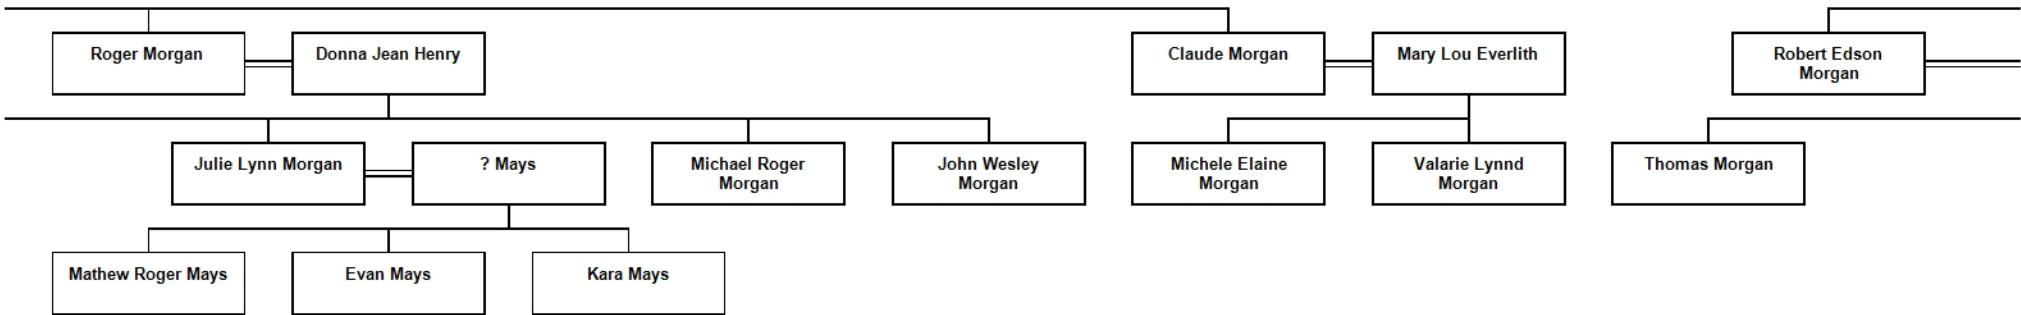 Roger Morgan
Donna Jean Henry
Claude Morgan
Mary Lou Everlith
Robert Edson
Morgan
Julie Lynn Morgan
? Mays
Michael Roger
Morgan
John Wesley
Morgan
Michele Elaine
Morgan
Valarie Lynnd
Morgan
Thomas Morgan
Mathew Roger Mays
Evan Mays
Kara Mays